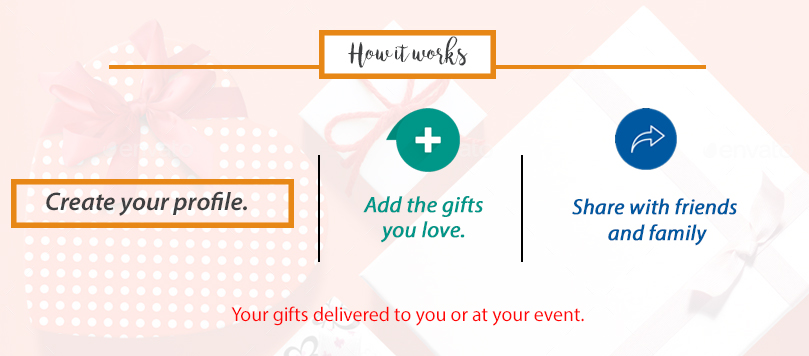 How it works
Create your profile.
Add the gifts
you love.
Share with friends
and family
Your gifts delivered to you or at your event.